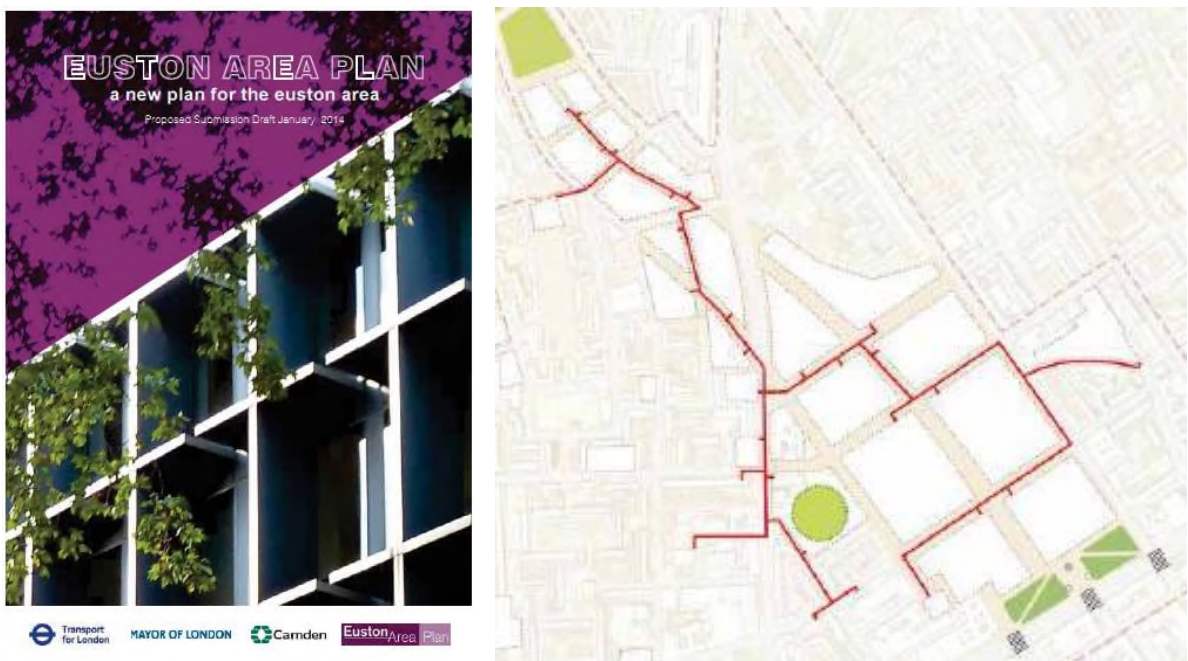 EUSTON AREA PLAN
a new plan for the euston area
Proposed Submission Draft January 2014
Transport
for London
MAYOR OF LONDON
Camden
Euston Area Plan